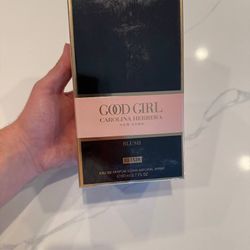 GOOD GIRL
CAROLINA HERRERA
NEW YORK
BLUSH
ELIXIR